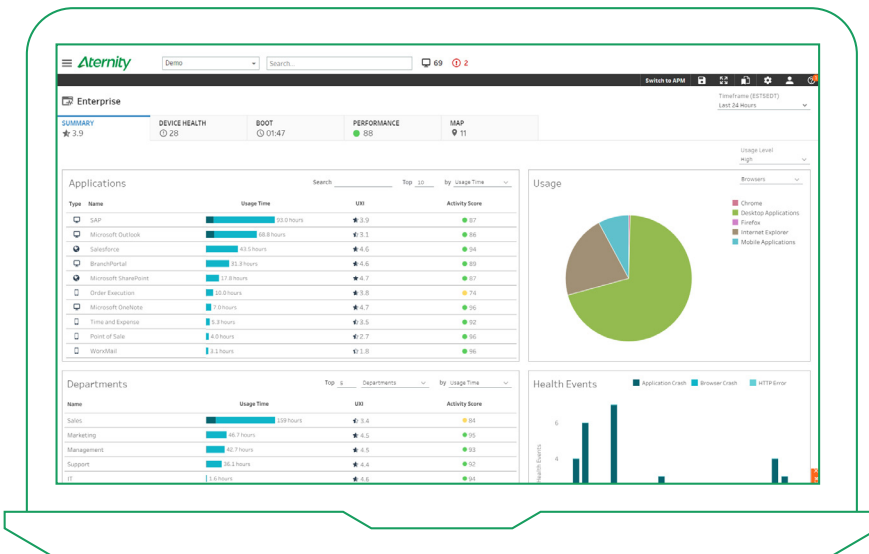 Aternity Demo Search... 69 2
Switch to APM
Enterprise
Timeframe (ESTSEDT)
Last 24 Hours
SUMMARY DEVICE HEALTH BOOT PERFORMANCE MAP
3.9 28 01:47 88 11
Usage Level
High
Applications Search Top 10 by Usage Time
Type Name Usage Time UXI Activity Score
SAP 93.0 hours 3.9 87
Microsoft Outlook 68.8 hours 3.1 86
Salesforce 43.5 hours 4.6 94
BranchPortal 31.3 hours 4.6 89
Microsoft SharePoint 17.8 hours 4.7 87
Order Execution 10.0 hours 3.8 74
Microsoft OneNote 7.0 hours 4.7 96
Time and Expense 5.3 hours 3.5 92
Point of Sale 4.0 hours 2.7 96
WorxMail 3.1 hours 1.8 96
Usage Browsers
Chrome
Desktop Applications
Firefox
Internet Explorer
Mobile Applications
Departments Top Departments by Usage Time
Name Usage Time UXI Activity Score
Sales 159 hours 3.4 84
Marketing 46.7 hours 4.5 95
Management 42.7 hours 4.5 93
Support 36.1 hours 4.4 92
IT 1.6 hours 4.6 94
Health Events Application Crash Browser Crash HTTP Error
Health Events
6
4